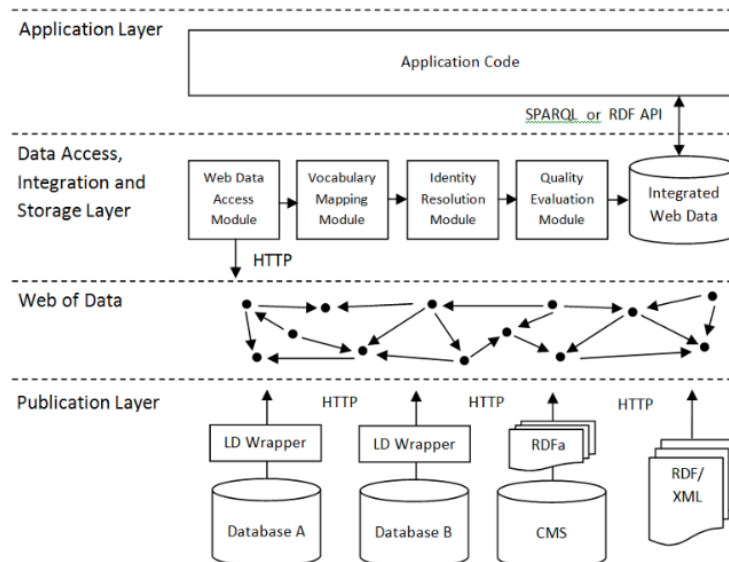 Application Layer
Application Code
SPARQL or RDF API
Data Access,
Integration and
Storage Layer
Web Data
Access
Module
Vocabulary
Mapping
Module
Identity
Resolution
Module
Quality
Evaluation
Module
Integrated
Web Data
HTTP
Web of Data
Publication Layer
HTTP
HTTP
HTTP
LD Wrapper
LD Wrapper
RDFa
RDF/
XML
Database A
Database B
CMS